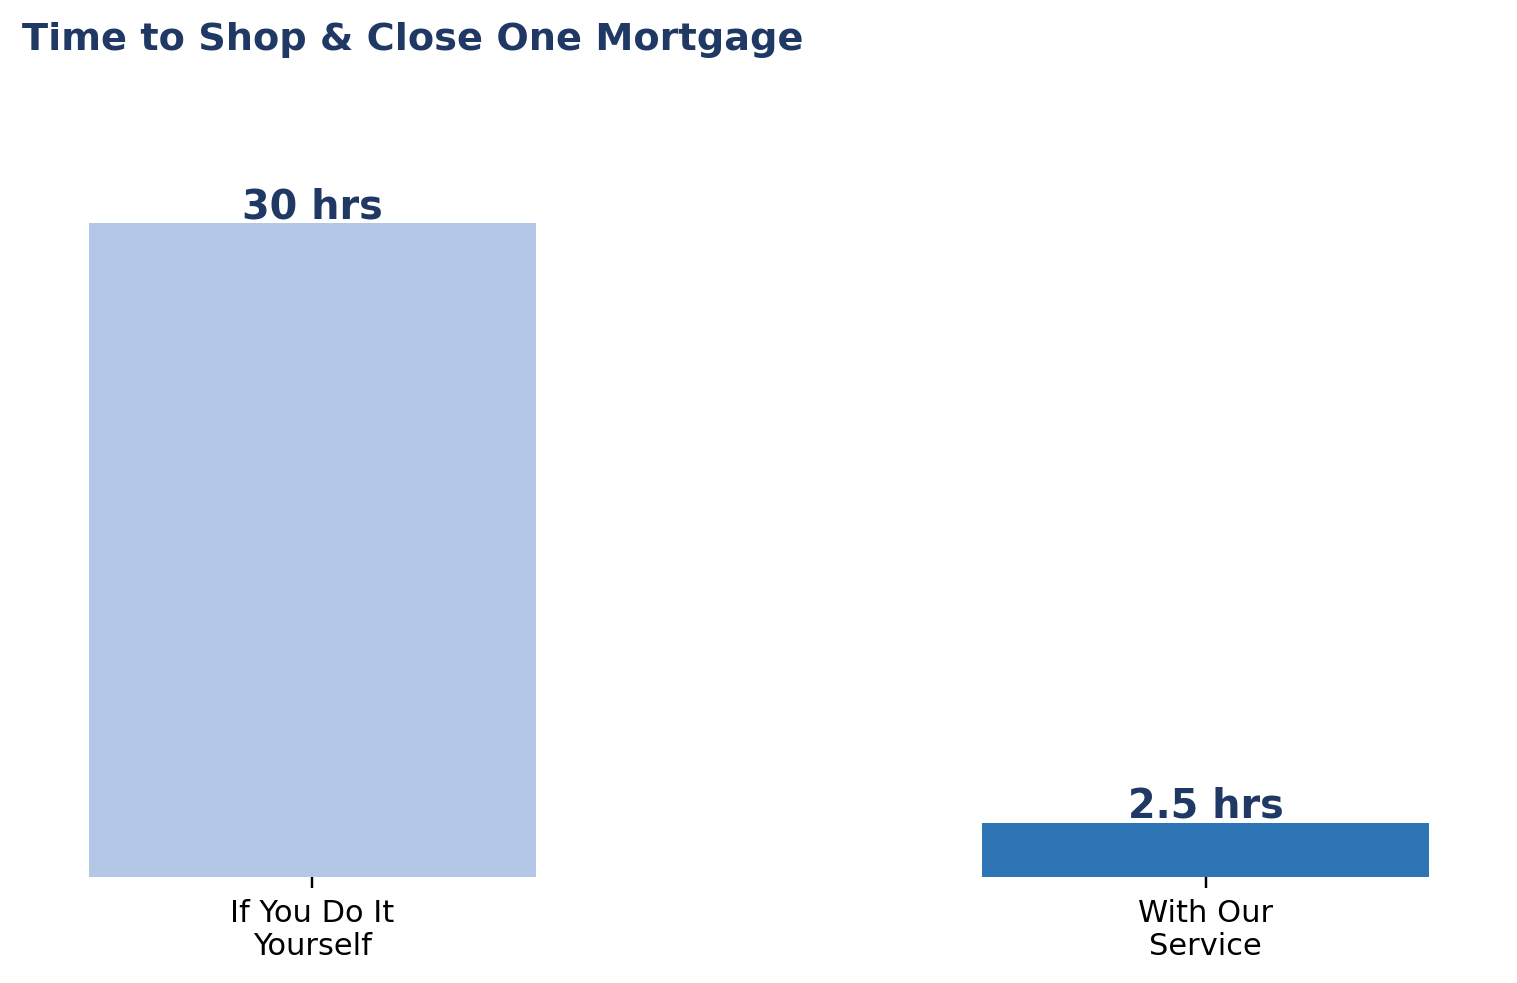 Time to Shop & Close One Mortgage
30 hrs
2.5 hrs
If You Do It
Yourself
With Our
Service